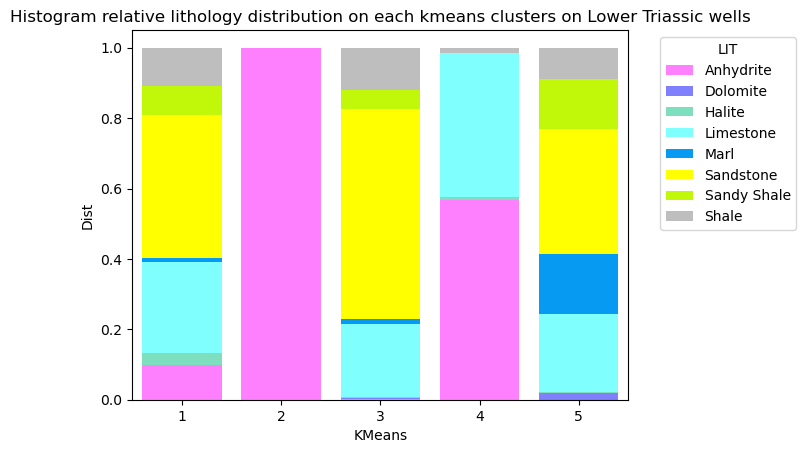 Histogram relative lithology distribution on each kmeans clusters on Lower Triassic wells
1.0
0.8
0.6
0.4
0.2
0.0
Dist
1 2 3 4 5
KMeans
LIT
Anhydrite
Dolomite
Halite
Limestone
Marl
Sandstone
Sandy Shale
Shale